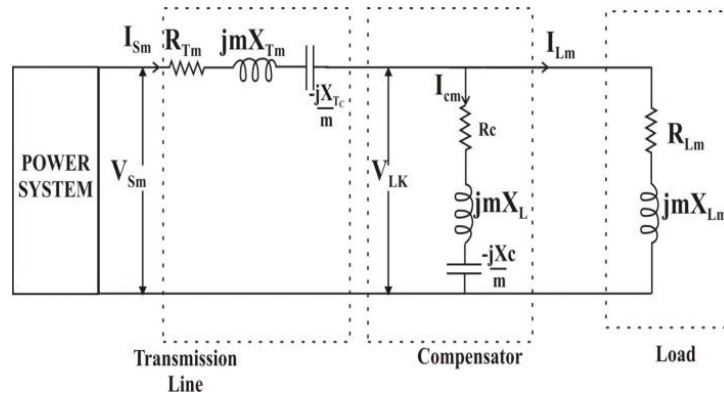 I_Sm
R_Tm
jmX_Tm
-jX_Tc
m
I_Lm
I_cm
Rc
R_Lm
POWER
SYSTEM
V_Sm
V_LK
jmX_L
jmX_Lm
-jXc
m
Transmission
Line
Compensator
Load